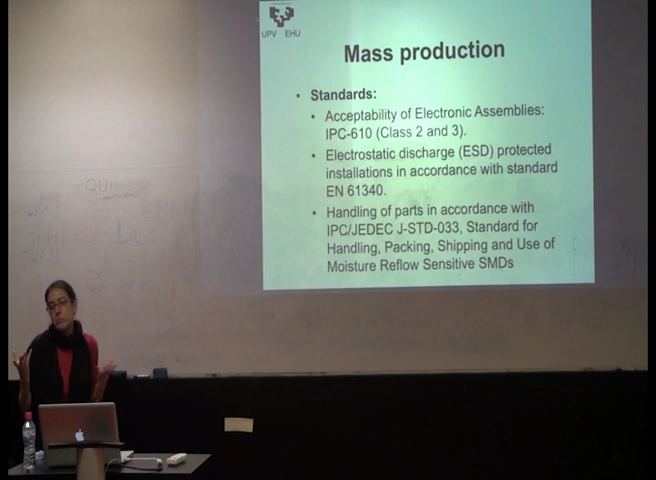 UPV EHU
Mass production
• Standards:
• Acceptability of Electronic Assemblies:
IPC-610 (Class 2 and 3).
• Electrostatic discharge (ESD) protected
installations in accordance with standard
EN 61340.
• Handling of parts in accordance with
IPC/JEDEC J-STD-033, Standard for
Handling, Packing, Shipping and Use of
Moisture Reflow Sensitive SMDs